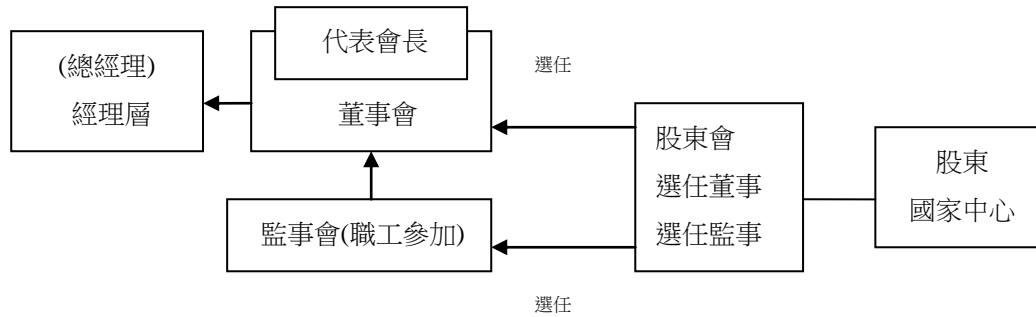 代表會長
(總經理)
經理層
董事會
選任
監事會(職工參加)
股東會
選任董事
選任監事
選任
股東
國家中心